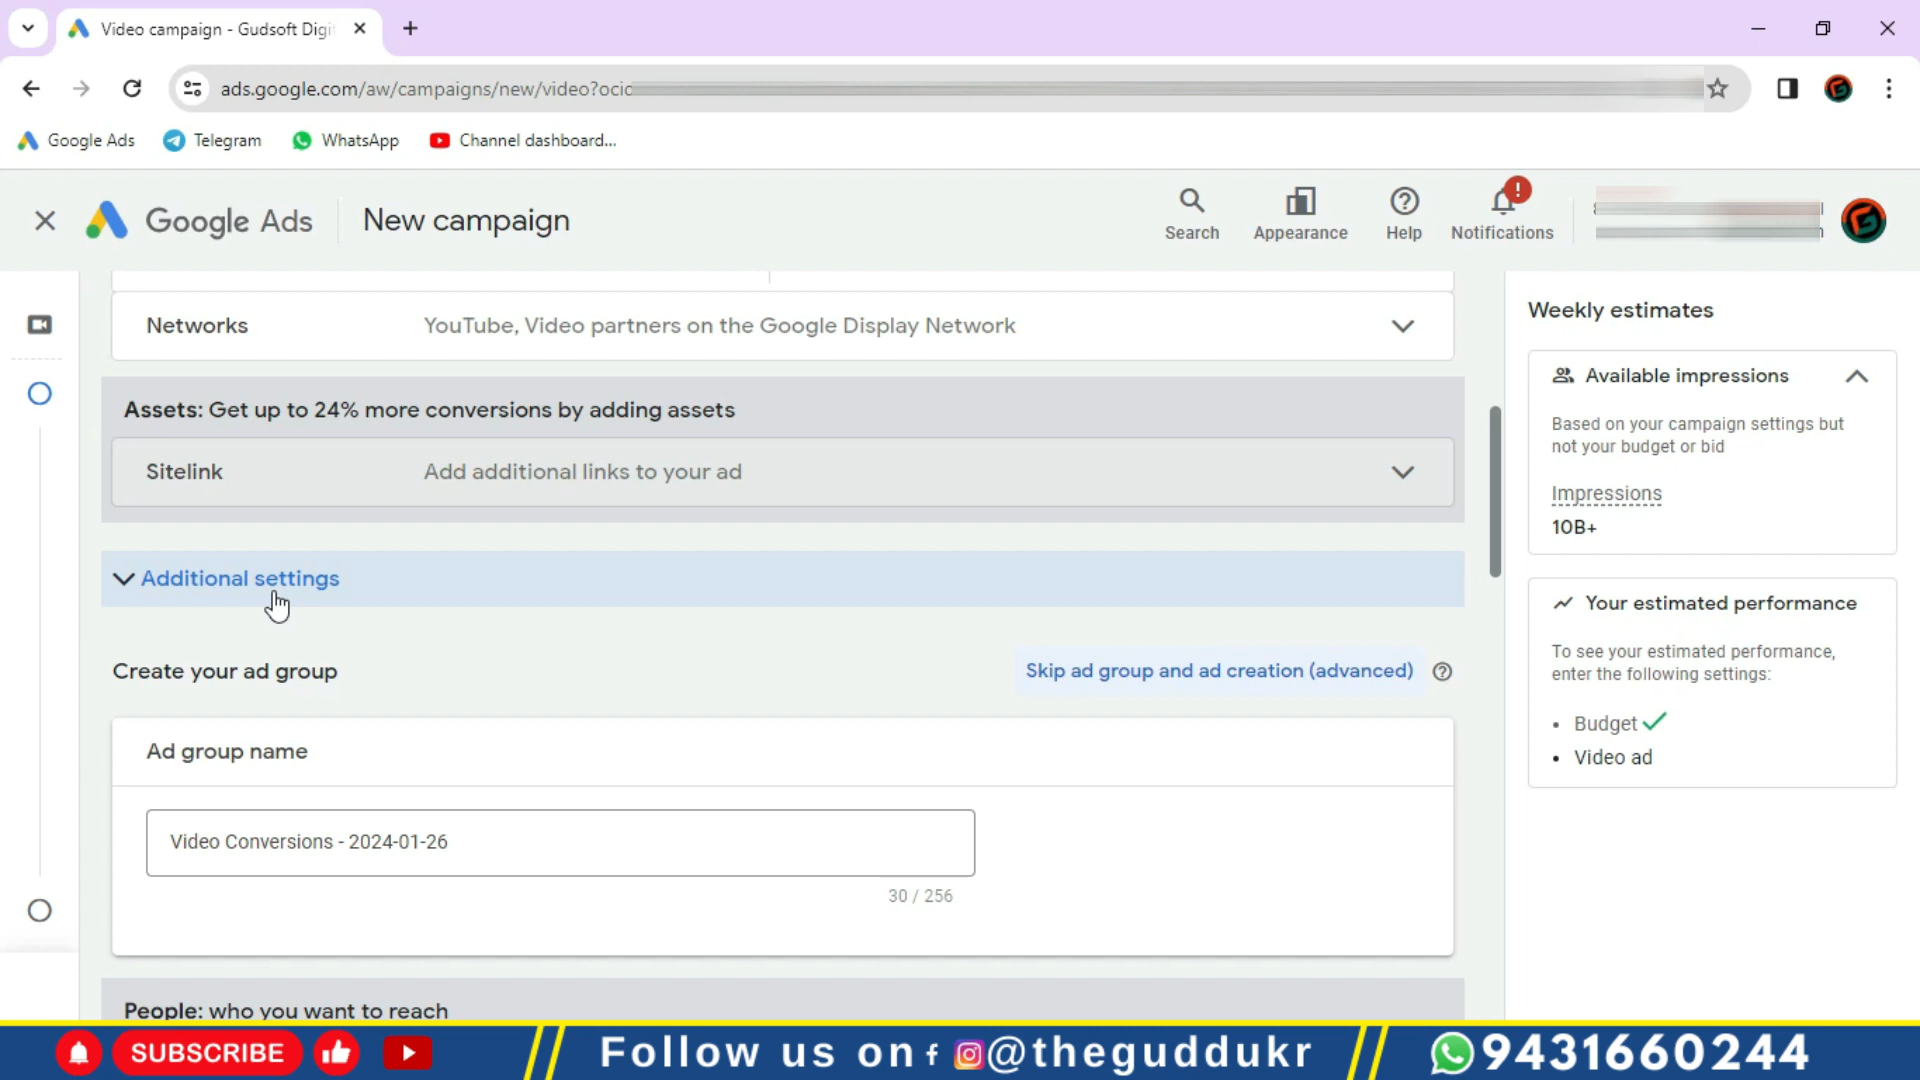 Video campaign - Gudsoft Digi
ads.google.com/aw/campaigns/new/video?ocid
Google Ads
Telegram
WhatsApp
Channel dashboard...
Google Ads
New campaign
Search
Appearance
Help
Notifications
Networks
YouTube, Video partners on the Google Display Network
Assets: Get up to 24% more conversions by adding assets
Sitelink
Add additional links to your ad
Additional settings
Create your ad group
Skip ad group and ad creation (advanced)
Ad group name
Video Conversions - 2024-01-26
30 / 256
People: who you want to reach
Weekly estimates
Available impressions
Based on your campaign settings but
not your budget or bid
Impressions
10B+
Your estimated performance
To see your estimated performance,
enter the following settings:
• Budget
• Video ad
SUBSCRIBE
Follow us on f @theguddukr
9431660244